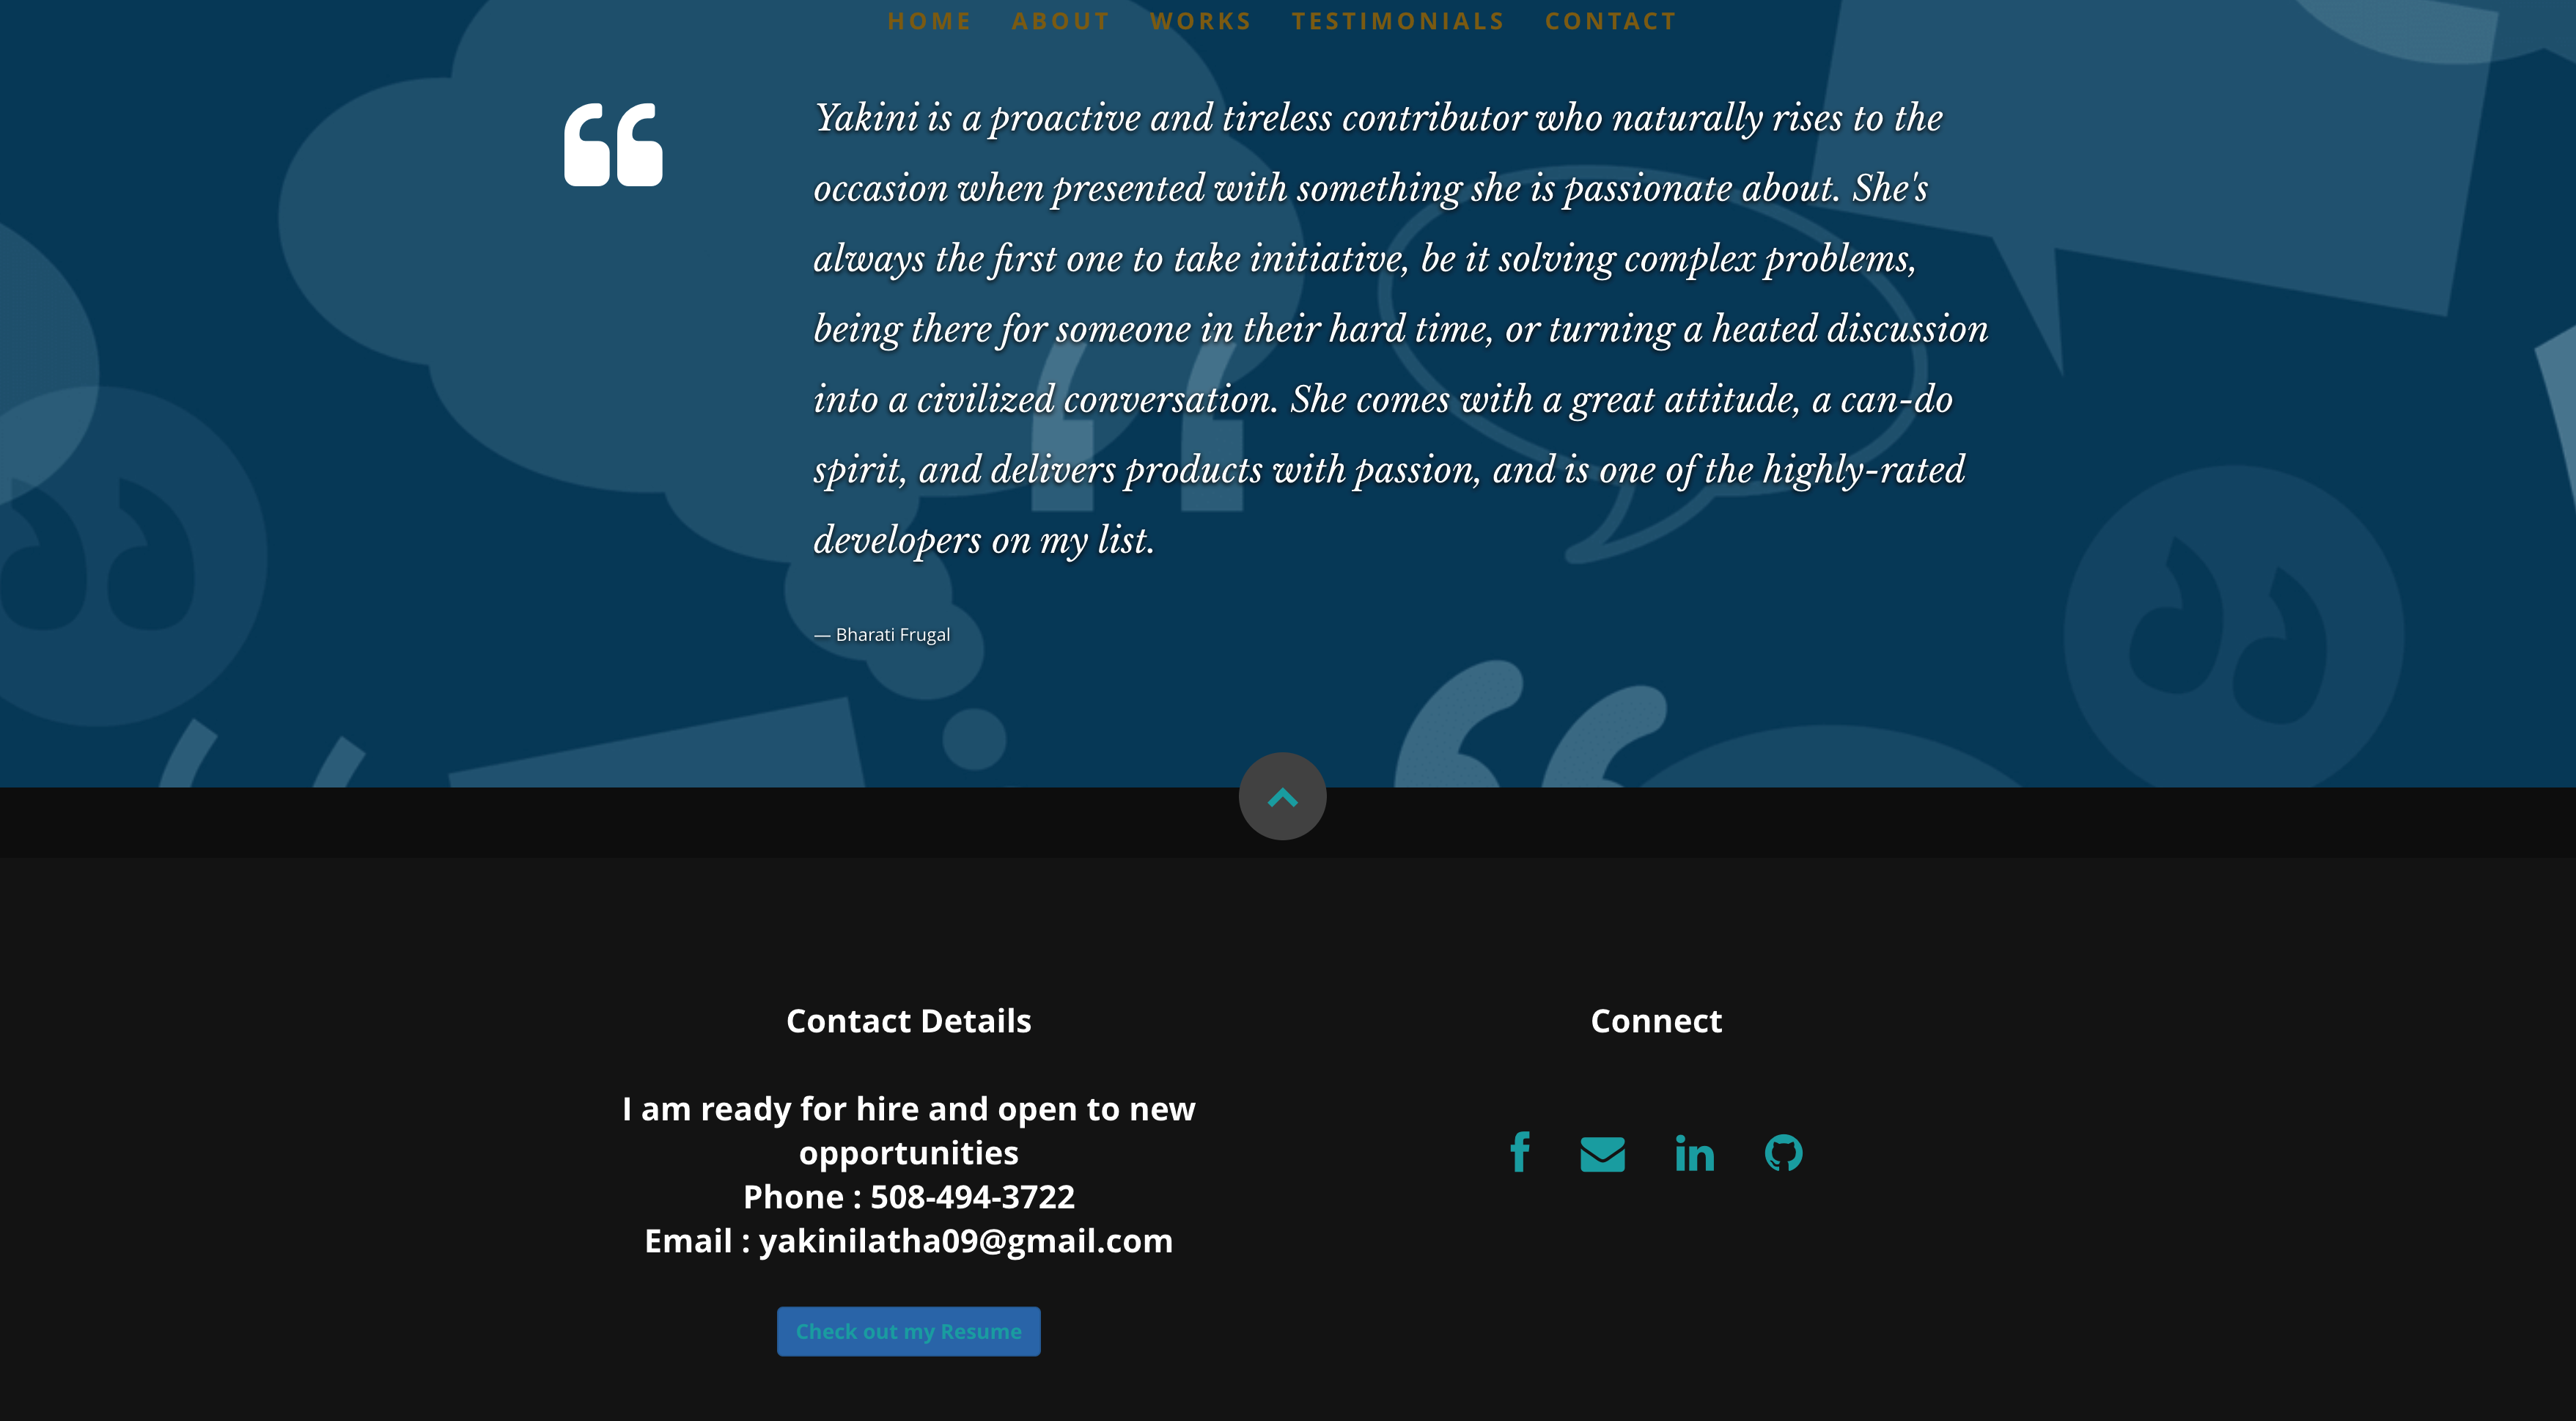 HOME ABOUT WORKS TESTIMONIALS CONTACT
Yakini is a proactive and tireless contributor who naturally rises to the
occasion when presented with something she is passionate about. She's
always the first one to take initiative, be it solving complex problems,
being there for someone in their hard time, or turning a heated discussion
into a civilized conversation. She comes with a great attitude, a can-do
spirit, and delivers products with passion, and is one of the highly-rated
developers on my list.
— Bharati Frugal
Contact Details
I am ready for hire and open to new
opportunities
Phone : 508-494-3722
Email : yakinilatha09@gmail.com
Check out my Resume
Connect